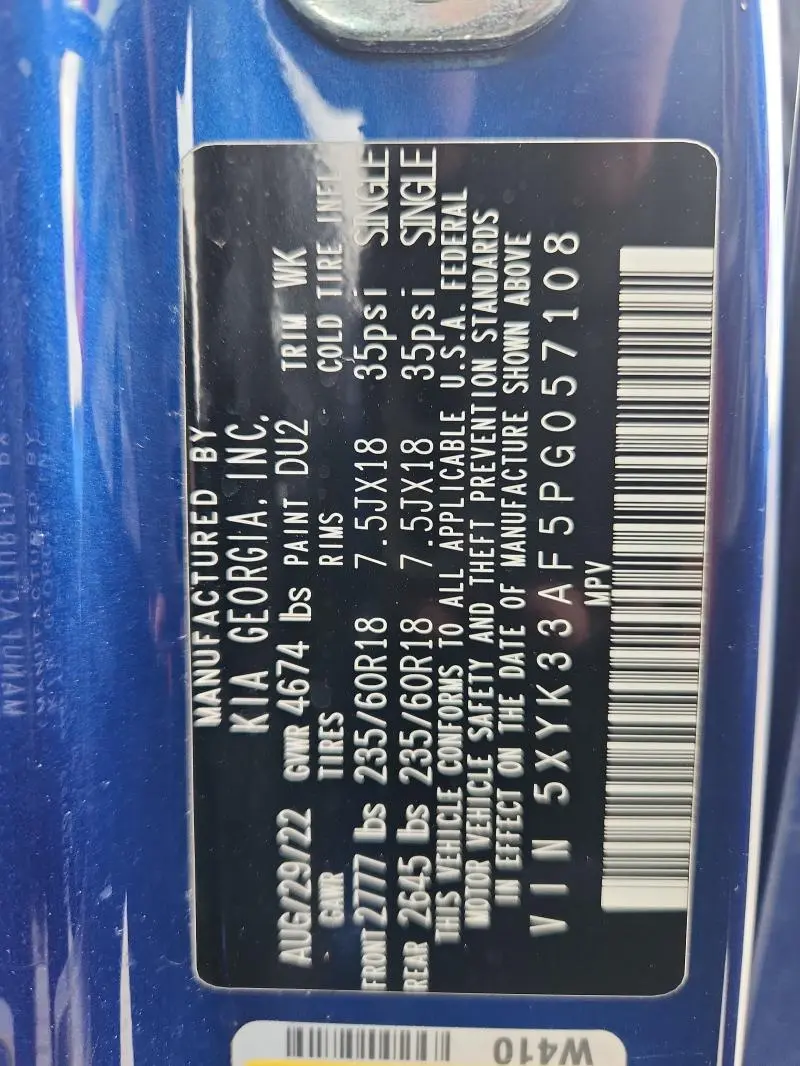 MANUFACTURED BY
KIA GEORGIA, INC.
AUG/29/22 GVWR 4674 lbs PAINT DU2 TRIM WK
GAWR TIRES RIMS COLD TIRE INFL
FRONT 2777 lbs 235/60R18 7.5JX18 35psi SINGLE
REAR 2645 lbs 235/60R18 7.5JX18 35psi SINGLE
THIS VEHICLE CONFORMS TO ALL APPLICABLE U.S.A. FEDERAL
MOTOR VEHICLE SAFETY AND THEFT PREVENTION STANDARDS
IN EFFECT ON THE DATE OF MANUFACTURE SHOWN ABOVE
VIN 5XYK33AF5PG057108
MPV
W410